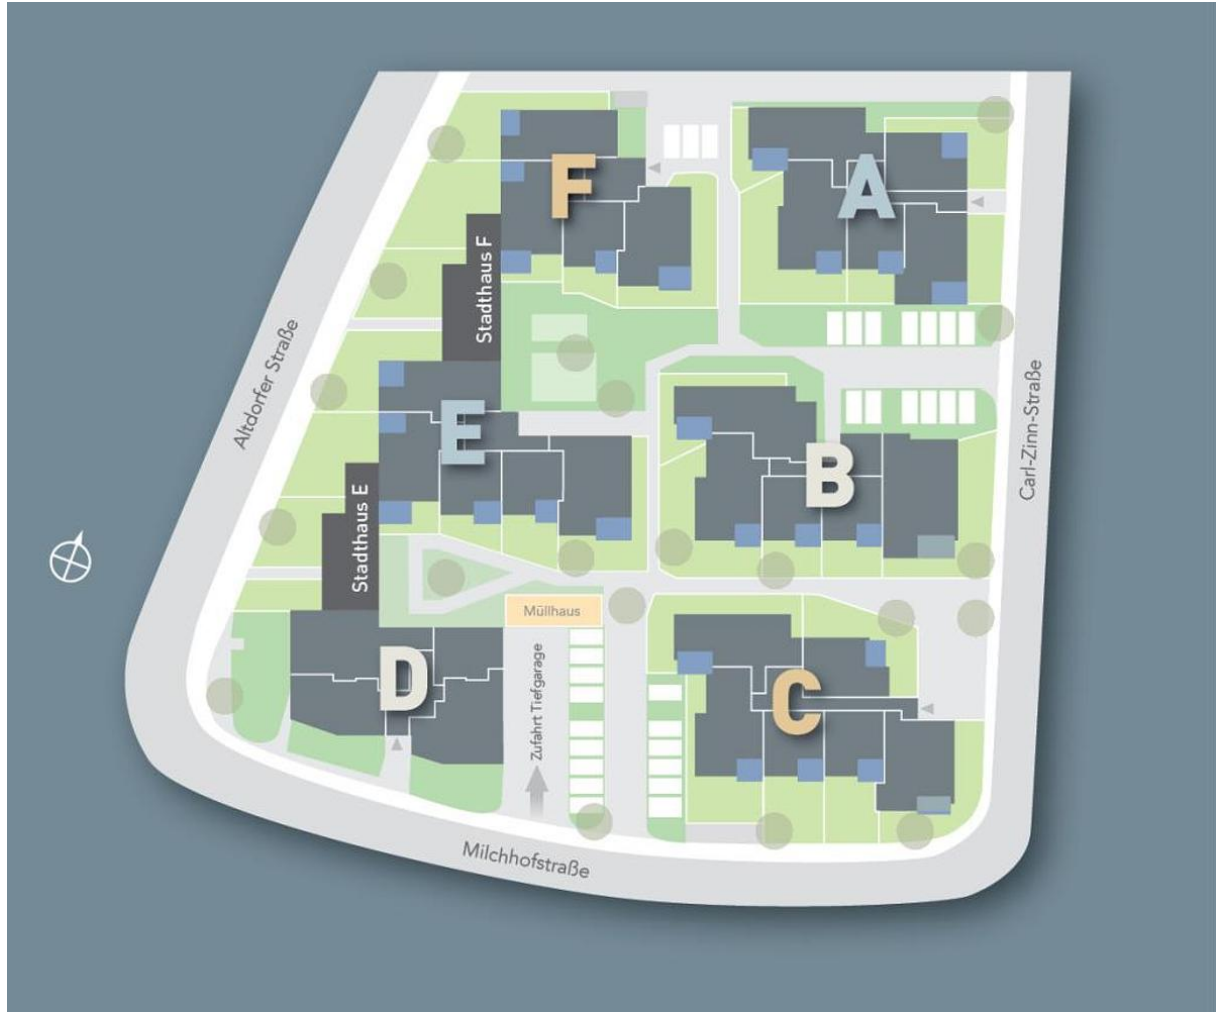 F
A
Stadthaus F
Altdorfer Straße
Carl-Zinn-Straße
E
B
Stadthaus E
Müllhaus
D
Zufahrt Tiefgarage
C
Milchhofstraße